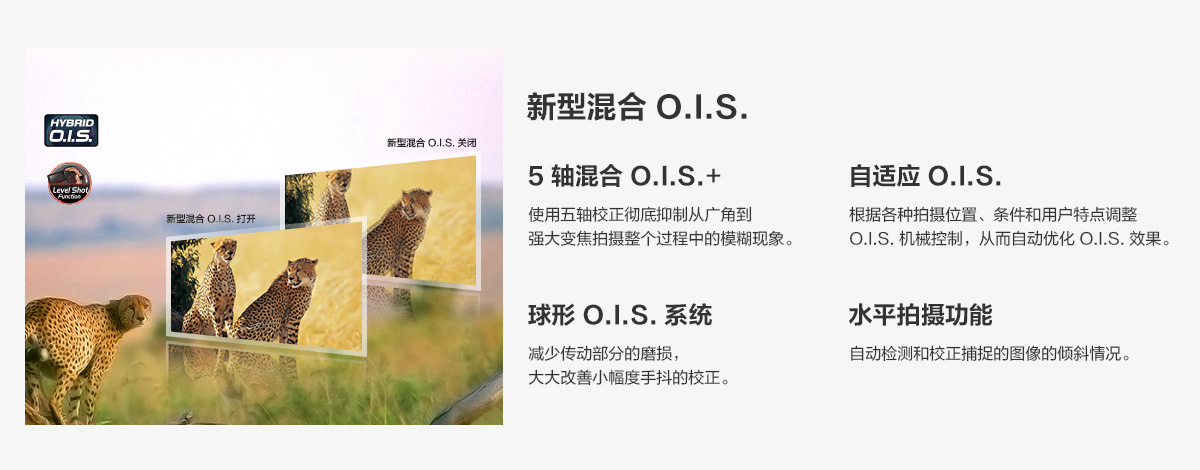 HYBRID
O.I.S.
Level Shot
Function
新型混合 O.I.S. 关闭
新型混合 O.I.S. 打开
新型混合 O.I.S.
5 轴混合 O.I.S.+
使用五轴校正彻底抑制从广角到
强大变焦拍摄整个过程中的模糊现象。
自适应 O.I.S.
根据各种拍摄位置、条件和用户特点调整
O.I.S. 机械控制，从而自动优化 O.I.S. 效果。
球形 O.I.S. 系统
减少传动部分的磨损，
大大改善小幅度手抖的校正。
水平拍摄功能
自动检测和校正捕捉的图像的倾斜情况。